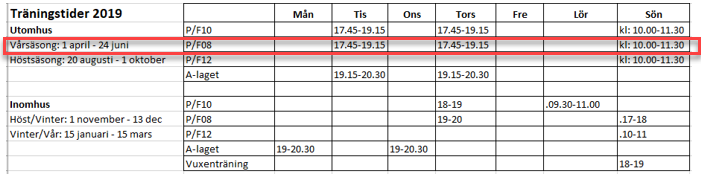 Träningstider 2019 Mån Tis Ons Tors Fre Lör Sön
Utomhus P/F10 17.45-19.15 17.45-19.15 kl: 10.00-11.30
Vårsäsong: 1 april - 24 juni P/F08 17.45-19.15 17.45-19.15 kl: 10.00-11.30
Höstsäsong: 20 augusti - 1 oktober P/F12 kl: 10.00-11.30
A-laget 19.15-20.30 19.15-20.30
Inomhus P/F10 18-19 .09.30-11.00
Höst/Vinter: 1 november - 13 dec P/F08 19-20 .17-18
Vinter/Vår: 15 januari - 15 mars P/F12 .10-11
A-laget 19-20.30 19-20.30
Vuxenträning 18-19